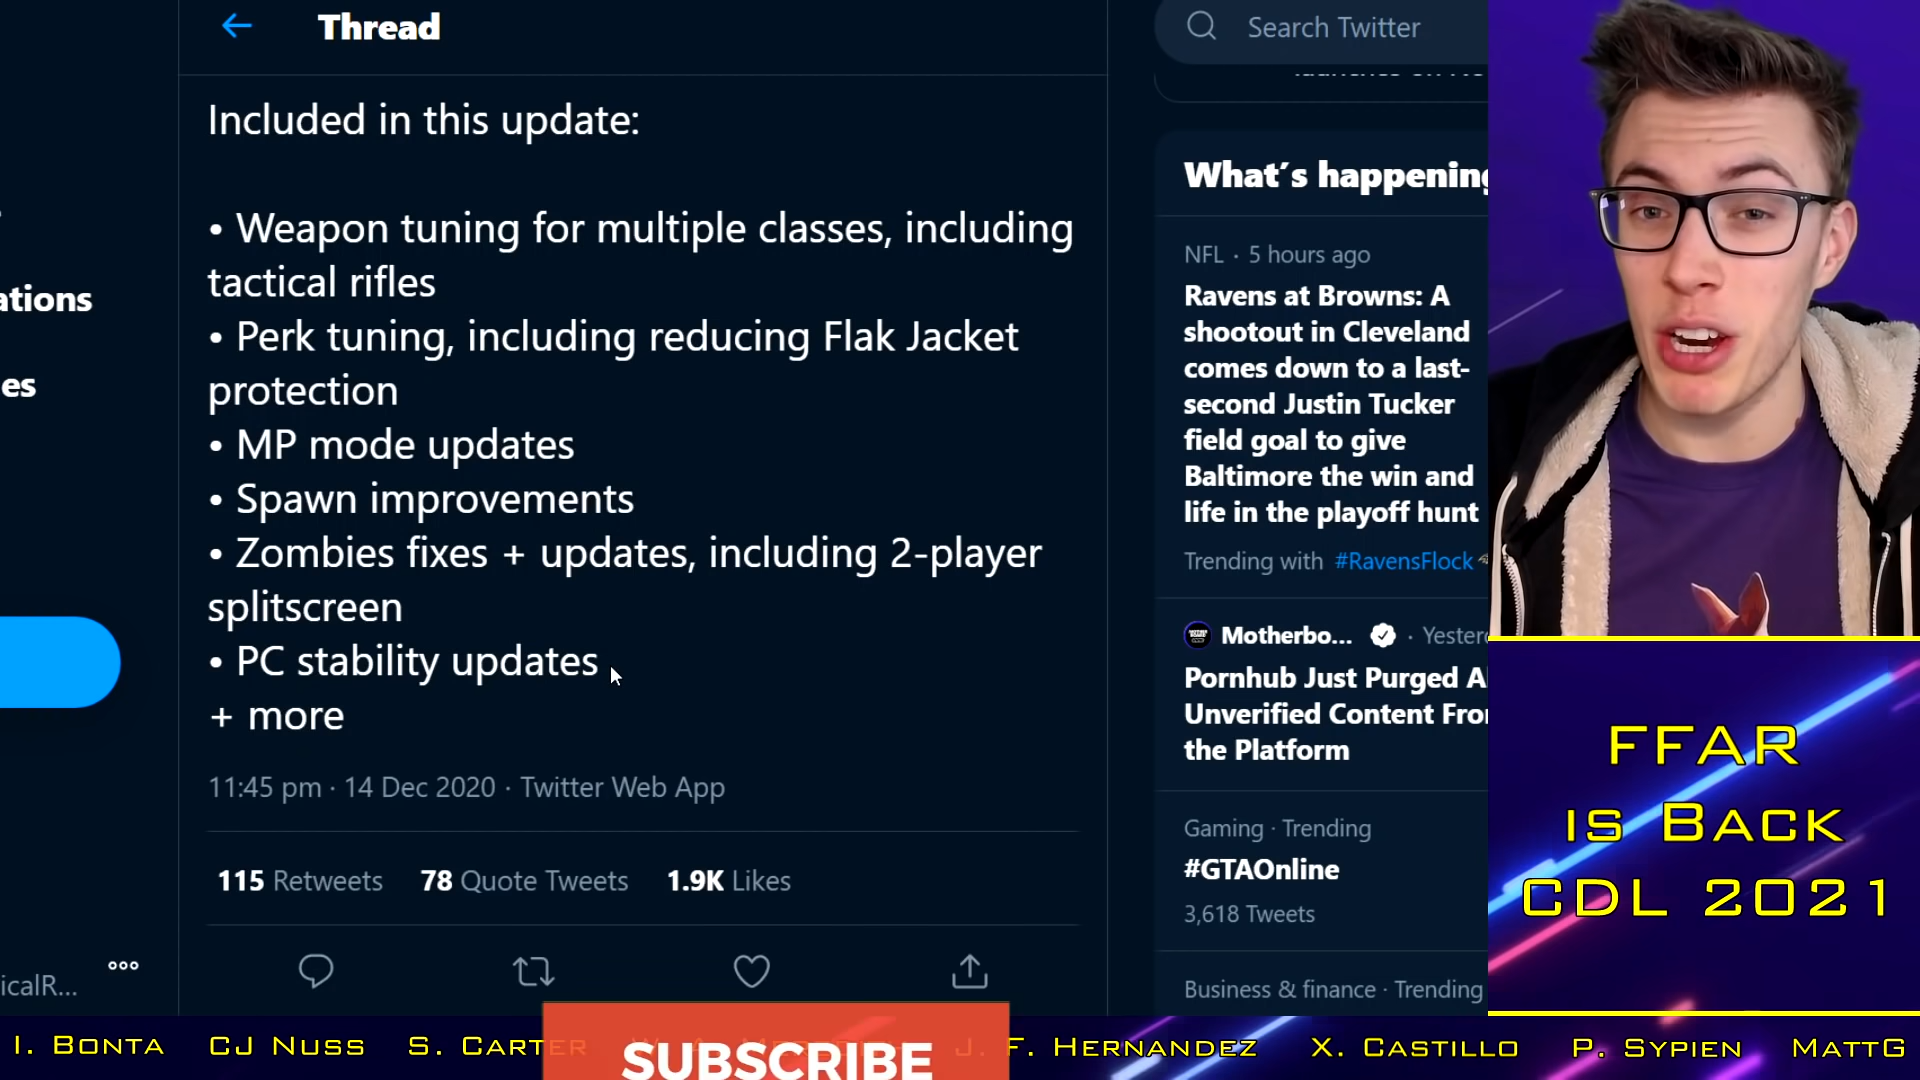 Thread
Search Twitter
Included in this update:
• Weapon tuning for multiple classes, including
tactical rifles
• Perk tuning, including reducing Flak Jacket
protection
• MP mode updates
• Spawn improvements
• Zombies fixes + updates, including 2-player
splitscreen
• PC stability updates
+ more
11:45 pm · 14 Dec 2020 · Twitter Web App
115 Retweets 78 Quote Tweets 1.9K Likes
ations
es
icalR...
What's happening
NFL · 5 hours ago
Ravens at Browns: A
shootout in Cleveland
comes down to a last-
second Justin Tucker
field goal to give
Baltimore the win and
life in the playoff hunt
Trending with #RavensFlock
Motherbo... · Yester
Pornhub Just Purged A
Unverified Content Fro
the Platform
Gaming · Trending
#GTAOnline
3,618 Tweets
Business & finance · Trending
FFAR
is Back
CDL 2021
I. Bonta CJ Nuss S. Carter J. F. Hernandez X. Castillo P. Sypien MattG
SUBSCRIBE